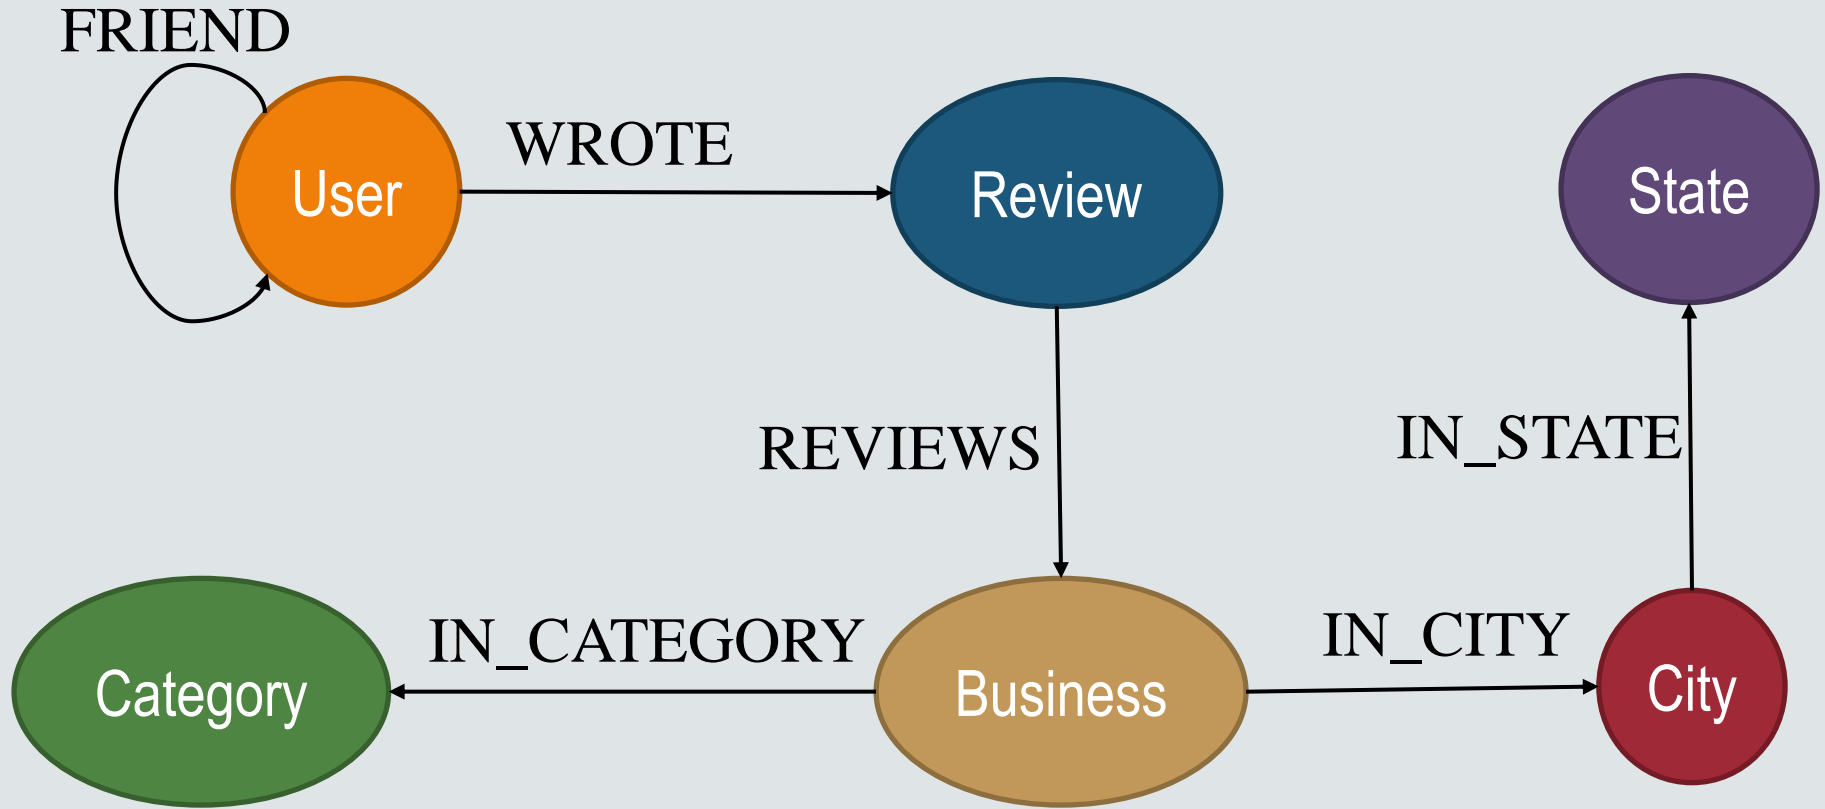 FRIEND
User
WROTE
Review
State
REVIEWS
IN_STATE
Category
IN_CATEGORY
Business
IN_CITY
City